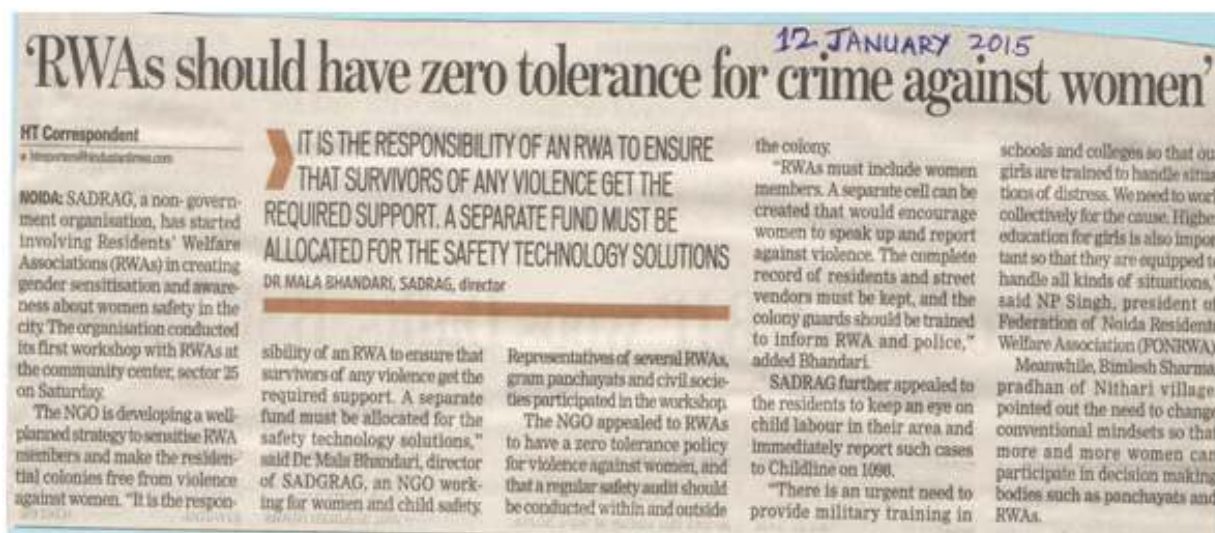 12 JANUARY 2015
'RWAs should have zero tolerance for crime against women'
HT Correspondent
IT IS THE RESPONSIBILITY OF AN RWA TO ENSURE
THAT SURVIVORS OF ANY VIOLENCE GET THE
REQUIRED SUPPORT. A SEPARATE FUND MUST BE
ALLOCATED FOR THE SAFETY TECHNOLOGY SOLUTIONS
DR MALA BHANDARI, SADRAG, director
NOIDA: SADRAG, a non- govern-
ment organisation, has started
involving Residents' Welfare
Associations (RWAs) in creating
gender sensitisation and aware-
ness about women safety in the
city. The organisation conducted
its first workshop with RWAs at
the community center, sector 25
on Saturday.
The NGO is developing a well-
planned strategy to sensitise RWA
members and make the residen-
tial colonies free from violence
against women. "It is the respon-
sibility of an RWA to ensure that
survivors of any violence get the
required support. A separate
fund must be allocated for the
safety technology solutions,"
said Dr. Mala Bhandari, director
of SADGRAG, an NGO work-
ing for women and child safety.
Representatives of several RWAs,
gram panchayats and civil socie-
ties participated in the workshop.
The NGO appealed to RWAs
to have a zero tolerance policy
for violence against women, and
that a regular safety audit should
be conducted within and outside
the colony.
"RWAs must include women
members. A separate cell can be
created that would encourage
women to speak up and report
against violence. The complete
record of residents and street
vendors must be kept, and the
colony guards should be trained
to inform RWA and police,"
added Bhandari.
SADRAG further appealed to
the residents to keep an eye on
child labour in their area and
immediately report such cases
to Childline on 1098.
"There is an urgent need to
provide military training in
schools and colleges so that ou
girls are trained to handle situa
tions of distress. We need to wor
collectively for the cause. Highe
education for girls is also impor
tant so that they are equipped to
handle all kinds of situations,"
said NP Singh, president of
Federation of Noida Residents
Welfare Association (FONRWA)
Meanwhile, Bimlesh Sharma
pradhan of Nithari village
pointed out the need to change
conventional mindsets so that
more and more women can
participate in decision making
bodies such as panchayats and
RWAs.